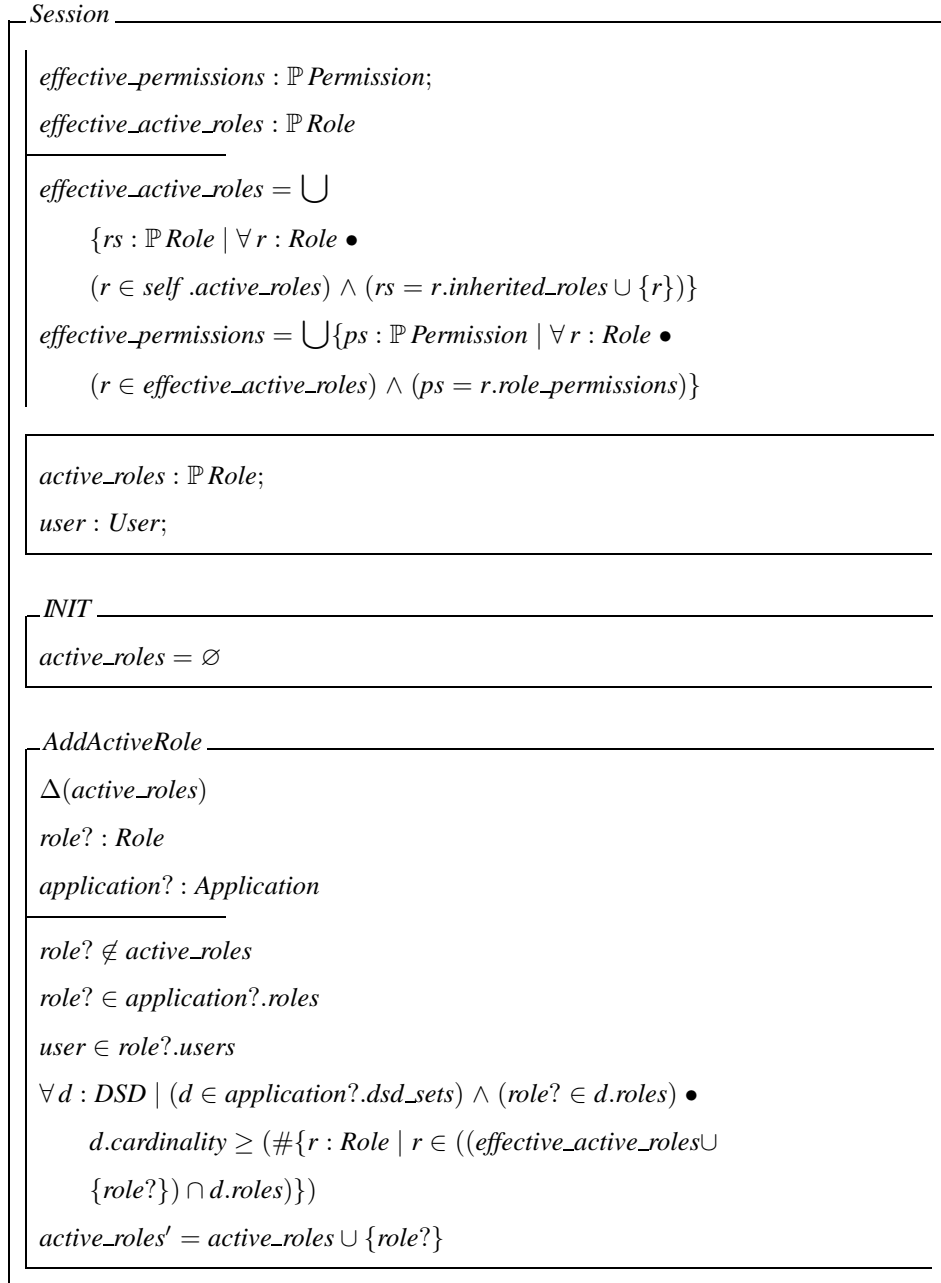 Session
effective_permissions : ℙ Permission;
effective_active_roles : ℙ Role
effective_active_roles = ⋃
{rs : ℙ Role | ∀ r : Role •
(r ∈ self .active_roles) ∧ (rs = r.inherited_roles ∪ {r})}
effective_permissions = ⋃{ps : ℙ Permission | ∀ r : Role •
(r ∈ effective_active_roles) ∧ (ps = r.role_permissions)}
active_roles : ℙ Role;
user : User;
INIT
active_roles = ∅
AddActiveRole
Δ(active_roles)
role? : Role
application? : Application
role? ∉ active_roles
role? ∈ application?.roles
user ∈ role?.users
∀ d : DSD | (d ∈ application?.dsd_sets) ∧ (role? ∈ d.roles) •
d.cardinality ≥ (#{r : Role | r ∈ ((effective_active_roles∪
{role?}) ∩ d.roles)})
active_roles′ = active_roles ∪ {role?}